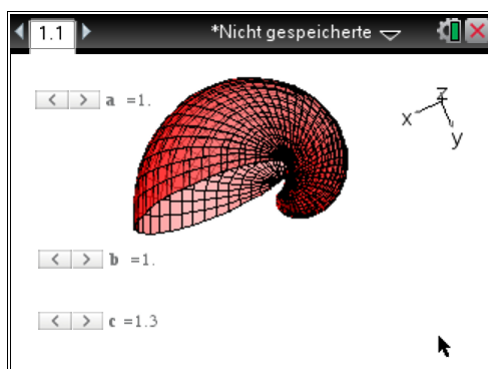 1.1 *Nicht gespeicherte
< > a =1.
z
x
y
< > b =1.
< > c =1.3